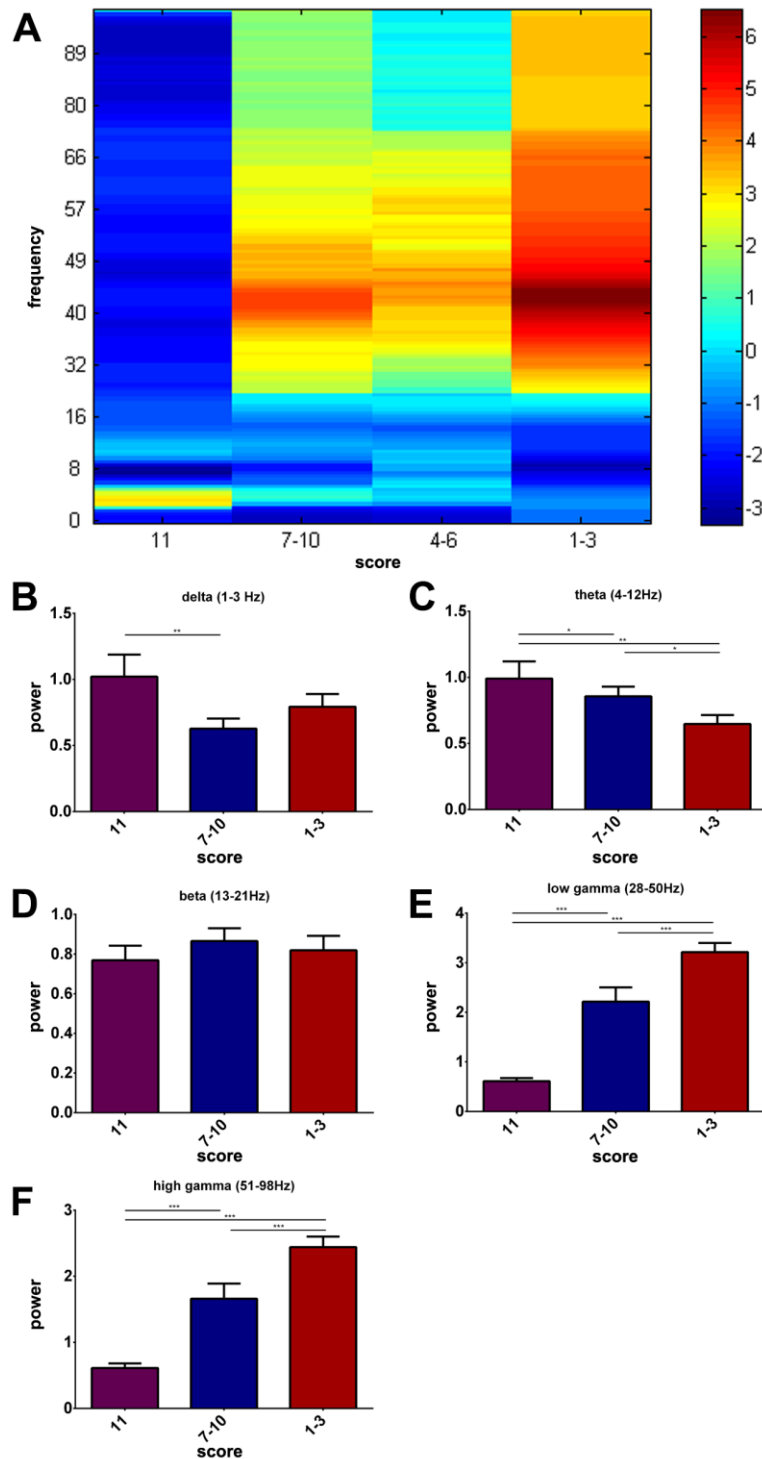 A
frequency
89
80
66
57
49
40
32
16
8
0
11 7-10 4-6 1-3
score
6
5
4
3
2
1
0
-1
-2
-3
B
delta (1-3 Hz)
power
1.5
1.0
0.5
0.0
**
11 7-10 1-3
score
C
theta (4-12Hz)
power
1.5
1.0
0.5
0.0
*
**
*
11 7-10 1-3
score
D
beta (13-21Hz)
power
1.0
0.8
0.6
0.4
0.2
0.0
11 7-10 1-3
score
E
low gamma (28-50Hz)
power
4
3
2
1
0
***
***
***
11 7-10 1-3
score
F
high gamma (51-98Hz)
power
3
2
1
0
***
***
***
11 7-10 1-3
score